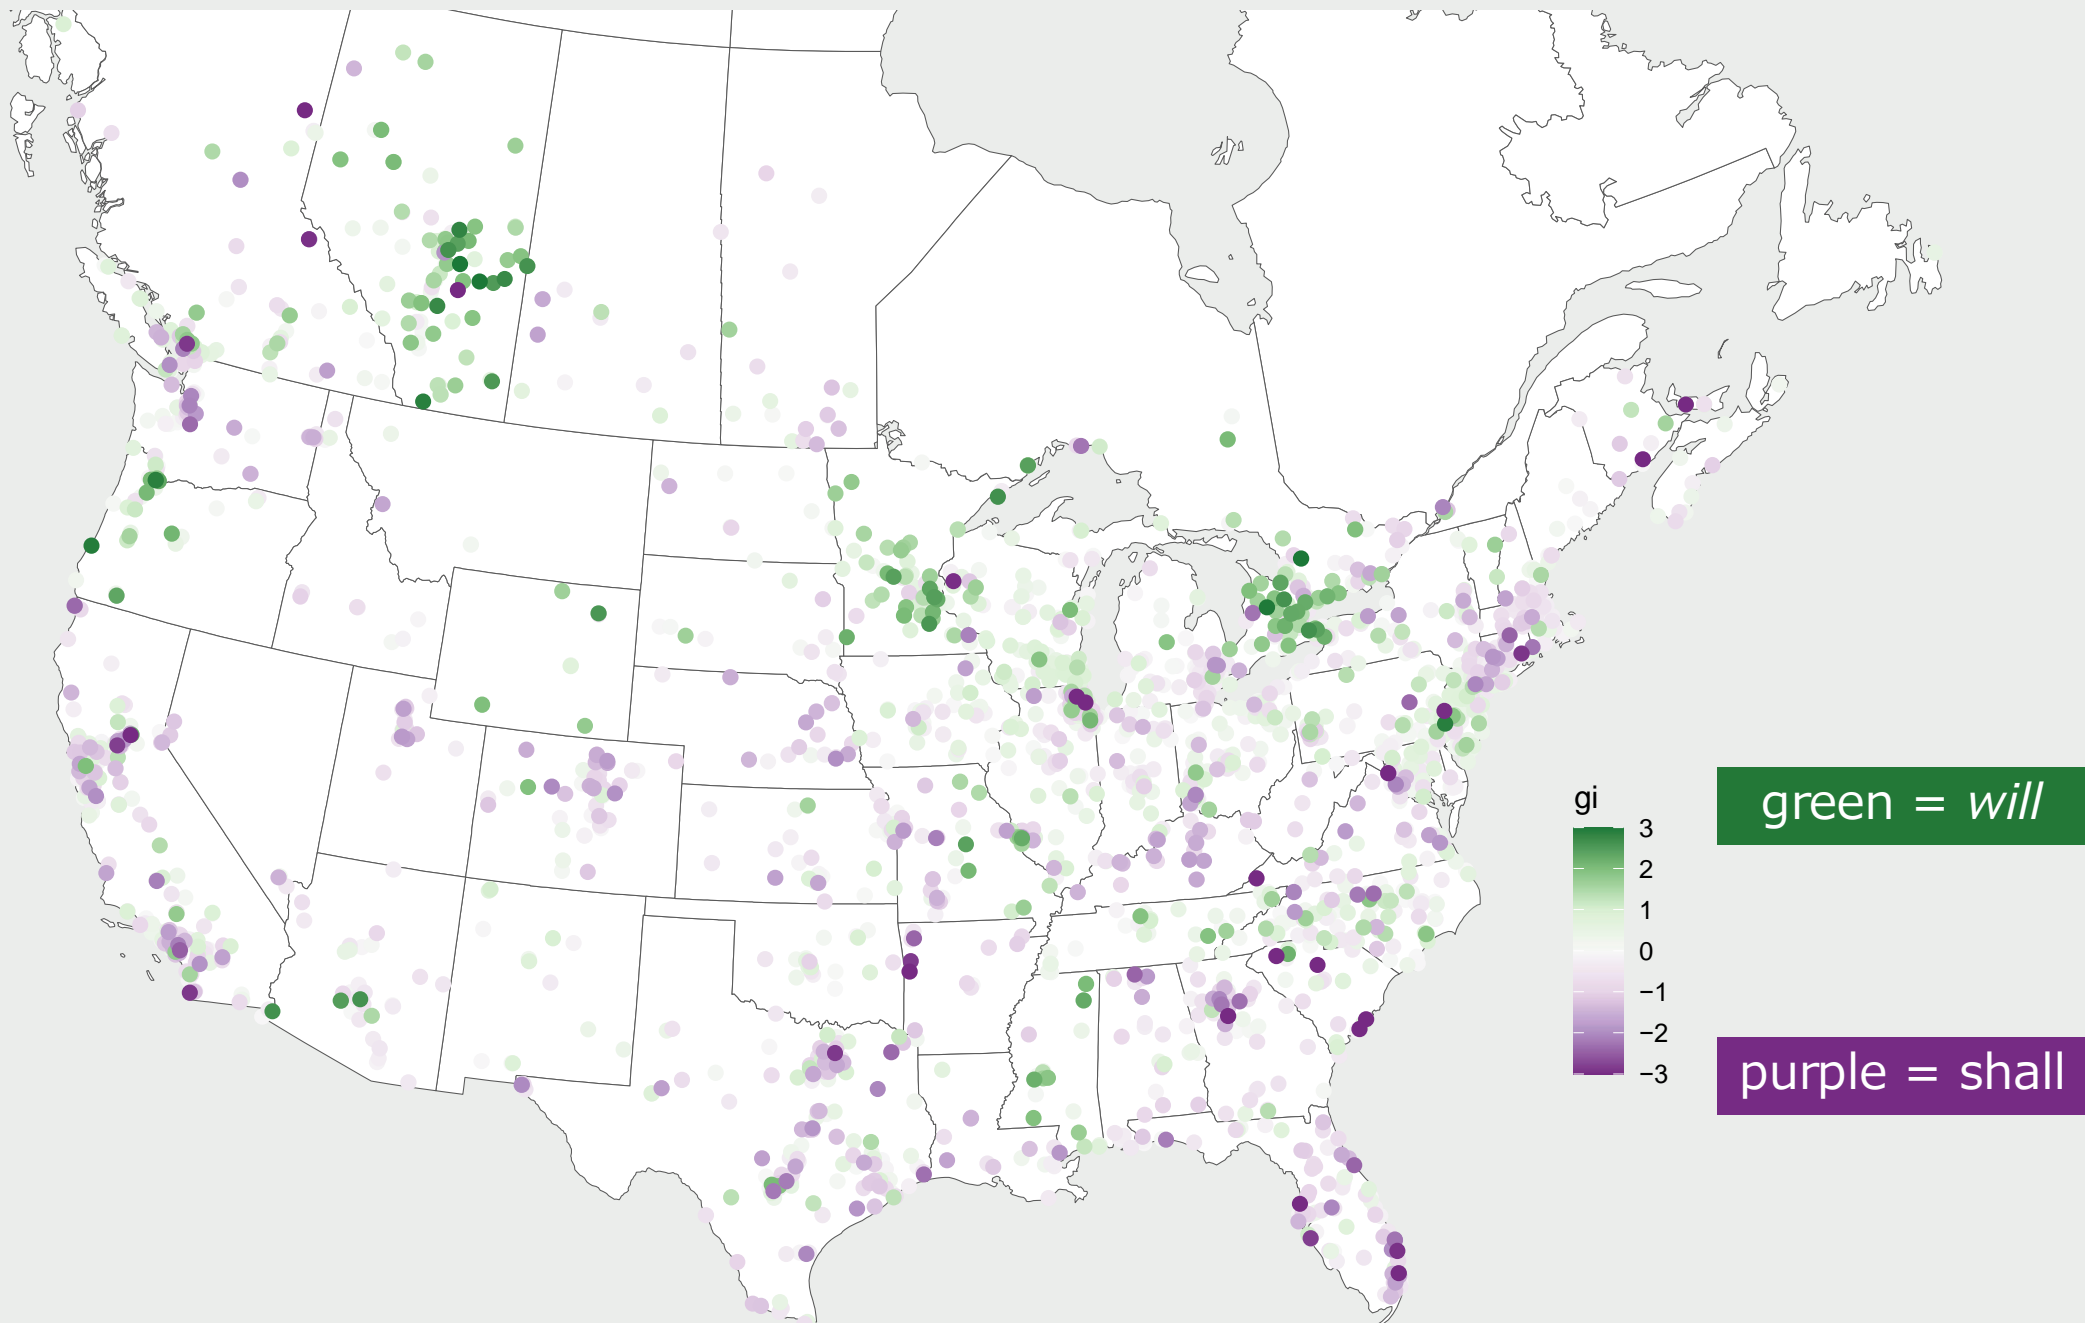 gi
3
2
1
0
−1
−2
−3
green = will
purple = shall